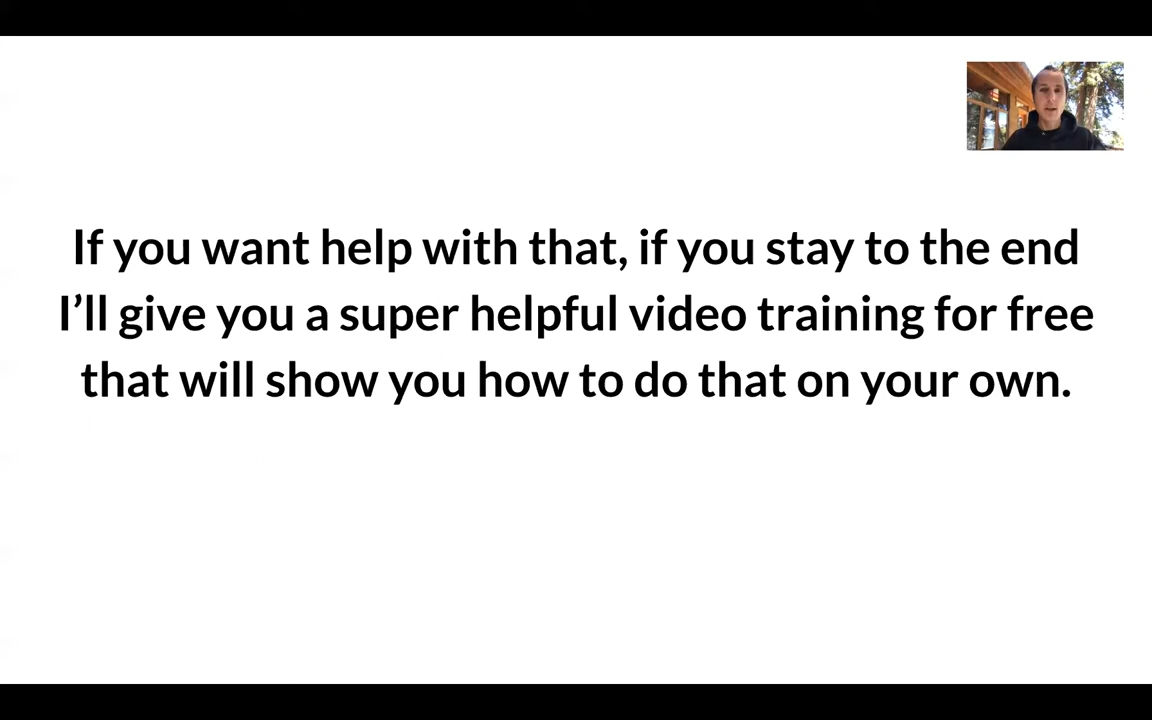 If you want help with that, if you stay to the end
I’ll give you a super helpful video training for free
that will show you how to do that on your own.